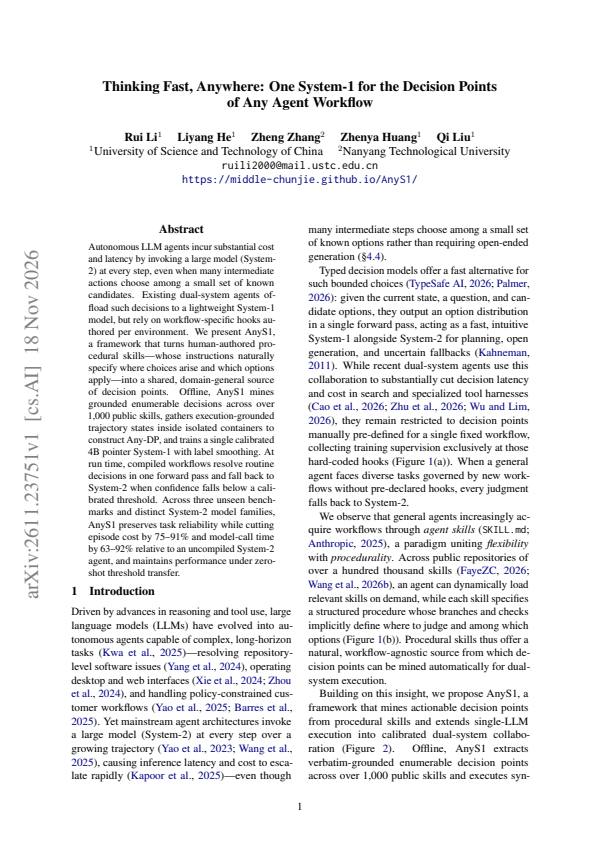 Thinking Fast, Anywhere: One System-1 for the Decision Points
of Any Agent Workflow
Rui Li1 Liyang He1 Zheng Zhang2 Zhenya Huang1 Qi Liu1
1University of Science and Technology of China 2Nanyang Technological University
ruili2000@mail.ustc.edu.cn
https://middle-chunjie.github.io/AnyS1/
arXiv:2611.23751v1 [cs.AI] 18 Nov 2026
Abstract
Autonomous LLM agents incur substantial cost
and latency by invoking a large model (System-
2) at every step, even when many intermediate
actions choose among a small set of known
candidates. Existing dual-system agents of-
fload such decisions to a lightweight System-1
model, but rely on workflow-specific hooks au-
thored per environment. We present AnyS1,
a framework that turns human-authored pro-
cedural skills—whose instructions naturally
specify where choices arise and which options
apply—into a shared, domain-general source
of decision points. Offline, AnyS1 mines
grounded enumerable decisions across over
1,000 public skills, gathers execution-grounded
trajectory states inside isolated containers to
construct Any-DP, and trains a single calibrated
4B pointer System-1 with label smoothing. At
run time, compiled workflows resolve routine
decisions in one forward pass and fall back to
System-2 when confidence falls below a cali-
brated threshold. Across three unseen bench-
marks and distinct System-2 model families,
AnyS1 preserves task reliability while cutting
episode cost by 75–91% and model-call time
by 63–92% relative to an uncompiled System-2
agent, and maintains performance under zero-
shot threshold transfer.
1 Introduction
Driven by advances in reasoning and tool use, large
language models (LLMs) have evolved into au-
tonomous agents capable of complex, long-horizon
tasks (Kwa et al., 2025)—resolving repository-
level software issues (Yang et al., 2024), operating
desktop and web interfaces (Xie et al., 2024; Zhou
et al., 2024), and handling policy-constrained cus-
tomer workflows (Yao et al., 2025; Barres et al.,
2025). Yet mainstream agent architectures invoke
a large model (System-2) at every step over a
growing trajectory (Yao et al., 2023; Wang et al.,
2025), causing inference latency and cost to esca-
late rapidly (Kapoor et al., 2025)—even though
many intermediate steps choose among a small set
of known options rather than requiring open-ended
generation (§4.4).
Typed decision models offer a fast alternative for
such bounded choices (TypeSafe AI, 2026; Palmer,
2026): given the current state, a question, and can-
didate options, they output an option distribution
in a single forward pass, acting as a fast, intuitive
System-1 alongside System-2 for planning, open
generation, and uncertain fallbacks (Kahneman,
2011). While recent dual-system agents use this
collaboration to substantially cut decision latency
and cost in search and specialized tool harnesses
(Cao et al., 2026; Zhu et al., 2026; Wu and Lim,
2026), they remain restricted to decision points
manually pre-defined for a single fixed workflow,
collecting training supervision exclusively at those
hard-coded hooks (Figure 1(a)). When a general
agent faces diverse tasks governed by new work-
flows without pre-declared hooks, every judgment
falls back to System-2.
We observe that general agents increasingly ac-
quire workflows through agent skills (SKILL.md;
Anthropic, 2025), a paradigm uniting flexibility
with procedurality. Across public repositories of
over a hundred thousand skills (FayeZC, 2026;
Wang et al., 2026b), an agent can dynamically load
relevant skills on demand, while each skill specifies
a structured procedure whose branches and checks
implicitly define where to judge and among which
options (Figure 1(b)). Procedural skills thus offer a
natural, workflow-agnostic source from which de-
cision points can be mined automatically for dual-
system execution.
Building on this insight, we propose AnyS1, a
framework that mines actionable decision points
from procedural skills and extends single-LLM
execution into calibrated dual-system collabo-
ration (Figure 2). Offline, AnyS1 extracts
verbatim-grounded enumerable decision points
across over 1,000 public skills and executes syn-
1